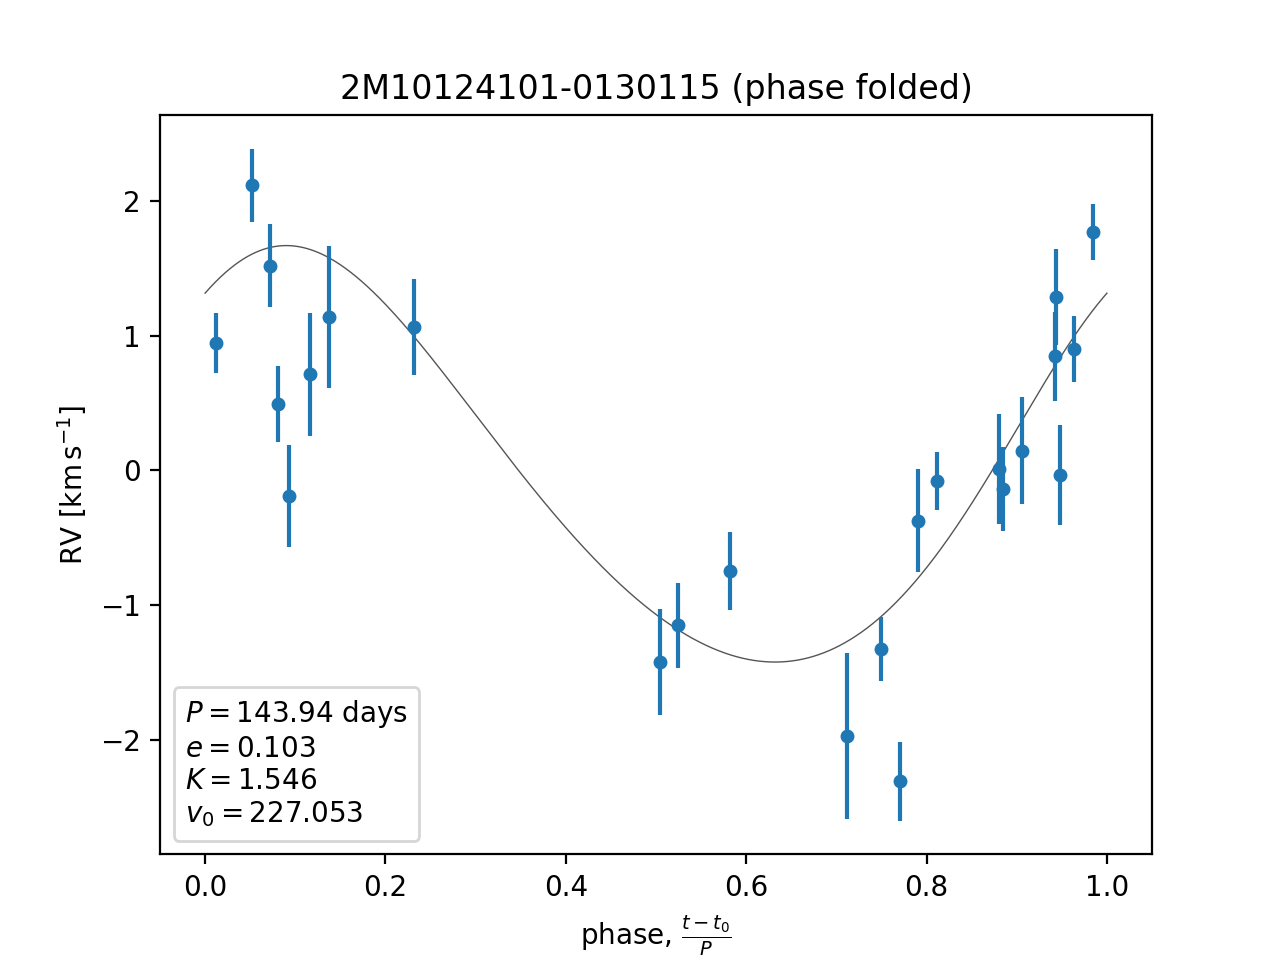 2M10124101-0130115 (phase folded)
RV [km s⁻¹]
2
1
0
−1
−2
P = 143.94 days
e = 0.103
K = 1.546
v₀ = 227.053
0.0 0.2 0.4 0.6 0.8 1.0
phase, (t − t₀)/P